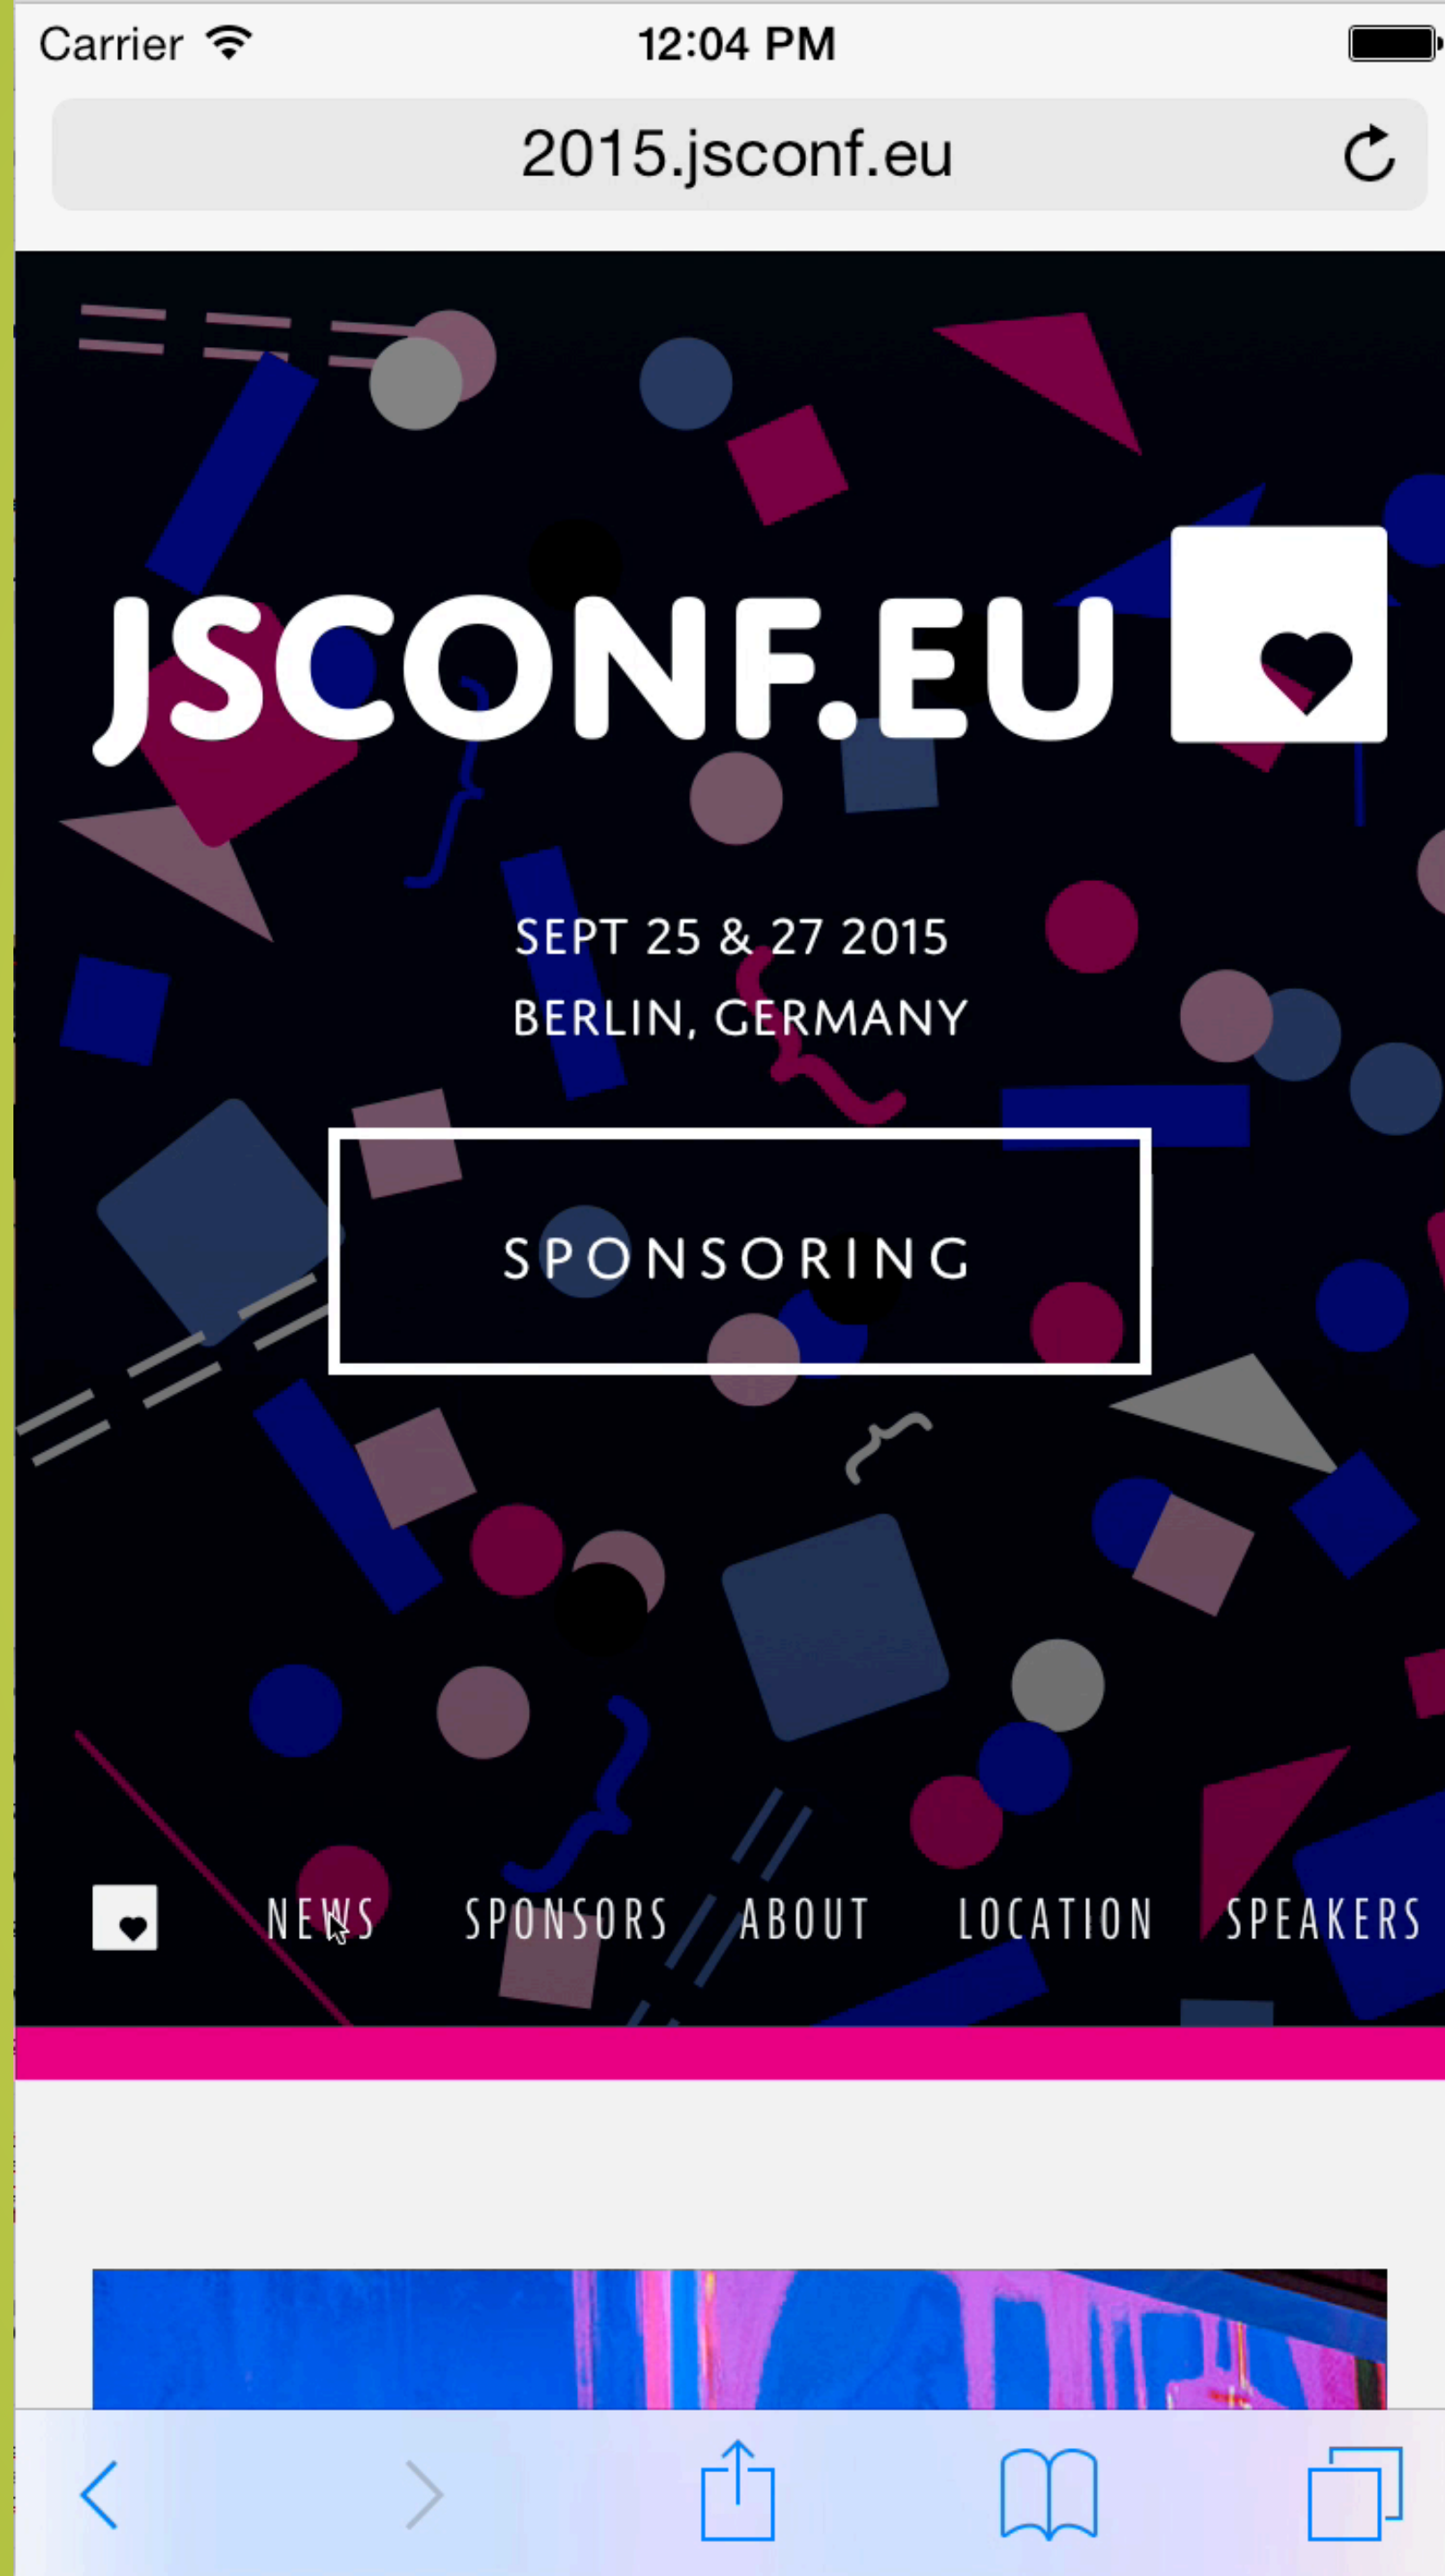 Carrier 12:04 PM
2015.jsconf.eu
JSCONF.EU
SEPT 25 & 27 2015
BERLIN, GERMANY
SPONSORING
NEWS SPONSORS ABOUT LOCATION SPEAKERS